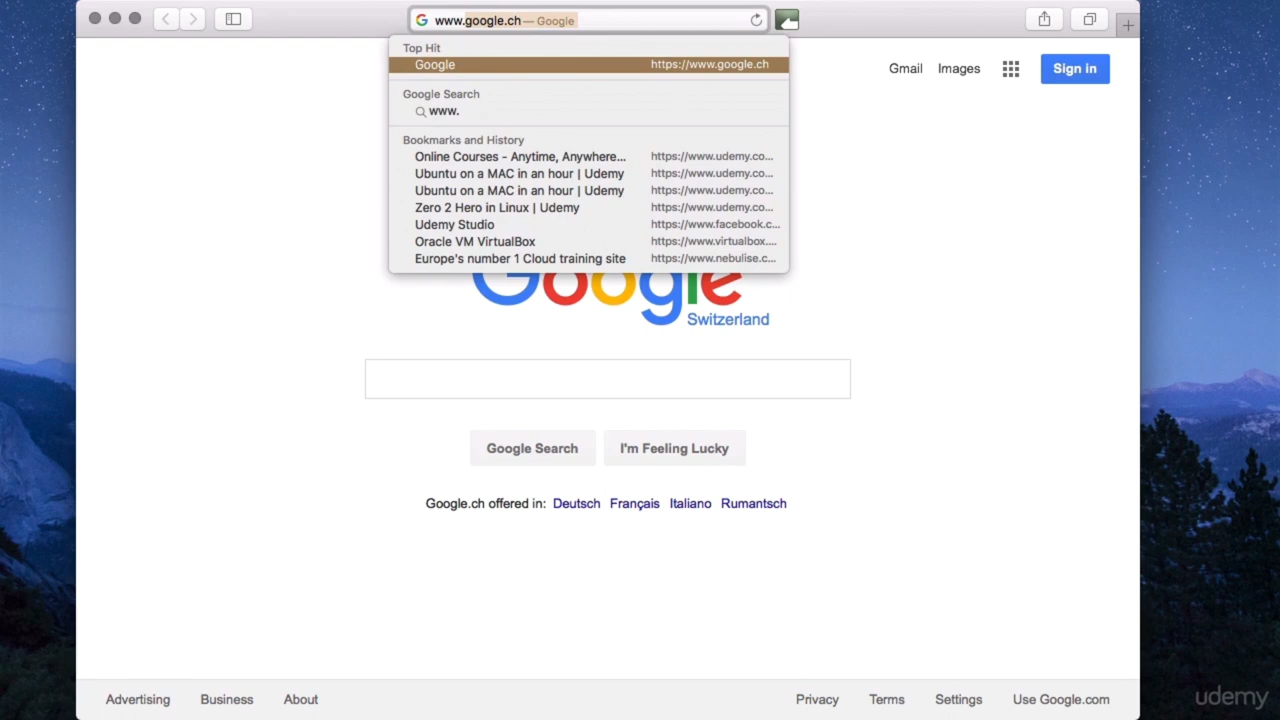 www.google.ch — Google
Top Hit
Google https://www.google.ch
Google Search
www.
Bookmarks and History
Online Courses - Anytime, Anywhere... https://www.udemy.co...
Ubuntu on a MAC in an hour | Udemy https://www.udemy.co...
Ubuntu on a MAC in an hour | Udemy https://www.udemy.co...
Zero 2 Hero in Linux | Udemy https://www.udemy.co...
Udemy Studio https://www.facebook.c...
Oracle VM VirtualBox https://www.virtualbox....
Europe's number 1 Cloud training site https://www.nebulise.c...
Gmail Images Sign in
Google
Switzerland
Google Search I'm Feeling Lucky
Google.ch offered in: Deutsch Français Italiano Rumantsch
Advertising Business About Privacy Terms Settings Use Google.com
udemy